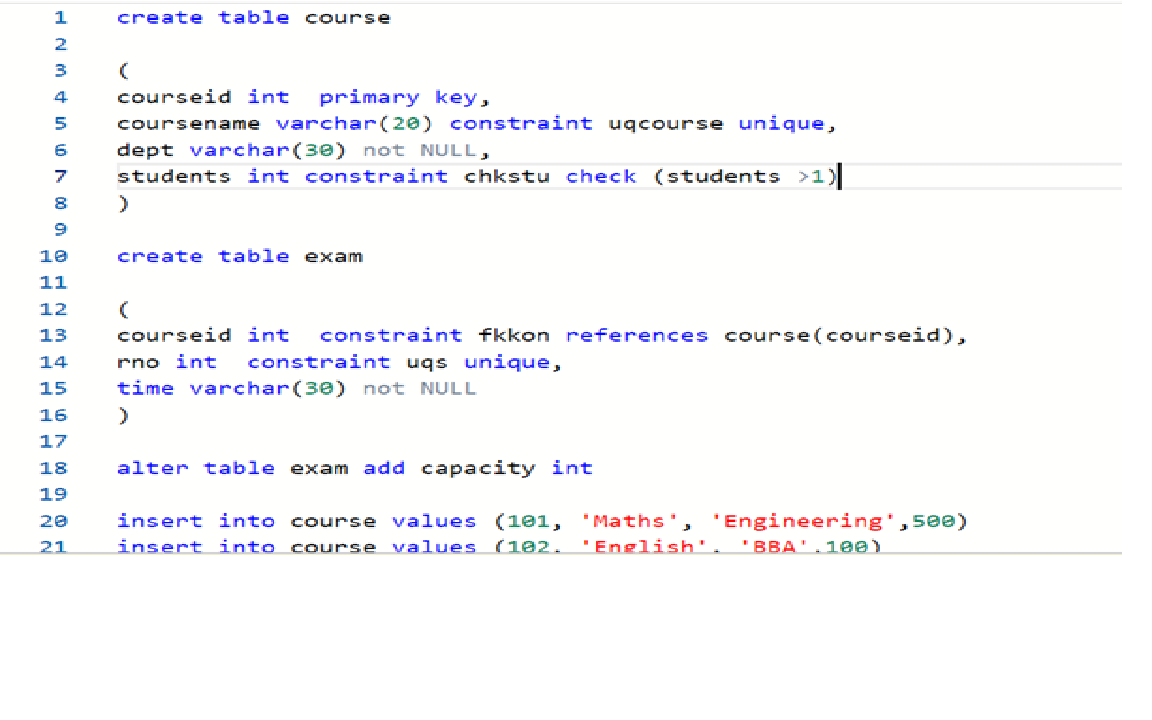 1 create table course
2
3 (
4 courseid int  primary key,
5 coursename varchar(20) constraint uqcourse unique,
6 dept varchar(30) not NULL,
7 students int constraint chkstu check (students >1)
8 )
9
10 create table exam
11
12 (
13 courseid int  constraint fkkon references course(courseid),
14 rno int  constraint uqs unique,
15 time varchar(30) not NULL
16 )
17
18 alter table exam add capacity int
19
20 insert into course values (101, 'Maths', 'Engineering',500)
21 insert into course values (102, 'English', 'BBA',100)